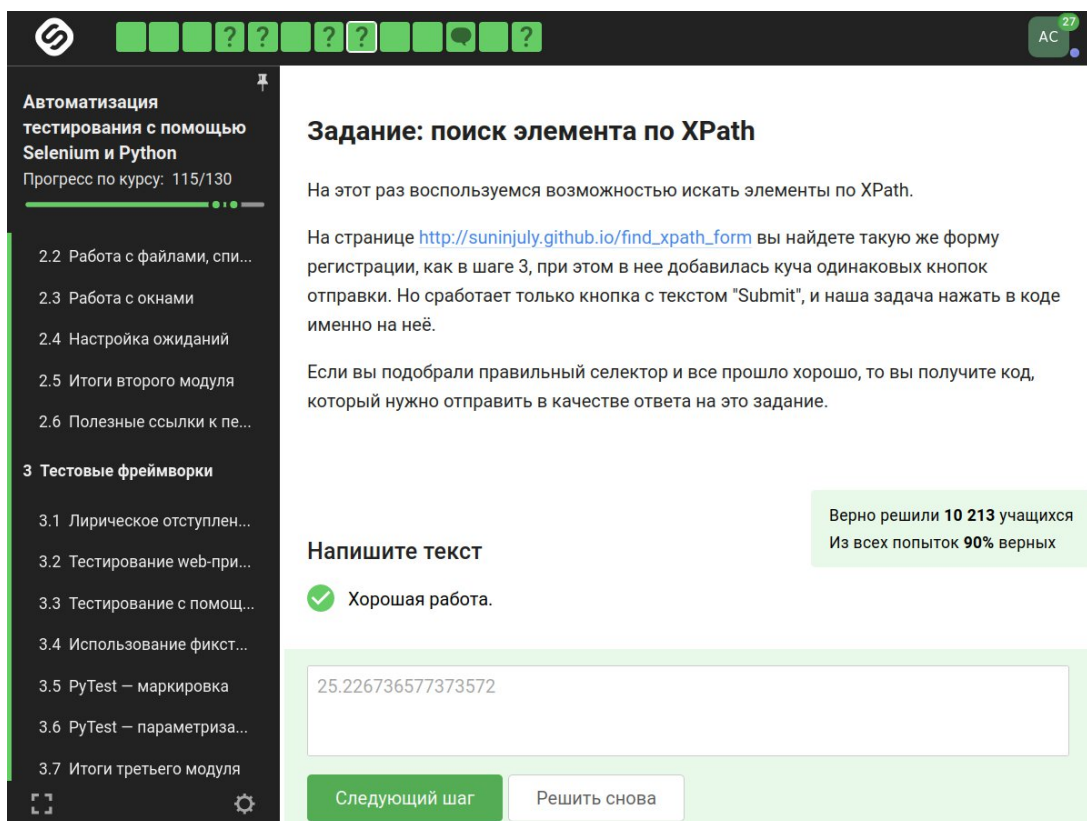 ? ? ? ? ?
AC 27
Автоматизация
тестирования с помощью
Selenium и Python
Прогресс по курсу: 115/130
2.2 Работа с файлами, спи...
2.3 Работа с окнами
2.4 Настройка ожиданий
2.5 Итоги второго модуля
2.6 Полезные ссылки к пе...
3 Тестовые фреймворки
3.1 Лирическое отступлен...
3.2 Тестирование web-при...
3.3 Тестирование с помощ...
3.4 Использование фикст...
3.5 PyTest — маркировка
3.6 PyTest — параметриза...
3.7 Итоги третьего модуля
Задание: поиск элемента по XPath
На этот раз воспользуемся возможностью искать элементы по XPath.
На странице http://suninjuly.github.io/find_xpath_form вы найдете такую же форму
регистрации, как в шаге 3, при этом в нее добавилась куча одинаковых кнопок
отправки. Но сработает только кнопка с текстом "Submit", и наша задача нажать в коде
именно на неё.
Если вы подобрали правильный селектор и все прошло хорошо, то вы получите код,
который нужно отправить в качестве ответа на это задание.
Верно решили 10 213 учащихся
Из всех попыток 90% верных
Напишите текст
Хорошая работа.
25.226736577373572
Следующий шаг
Решить снова